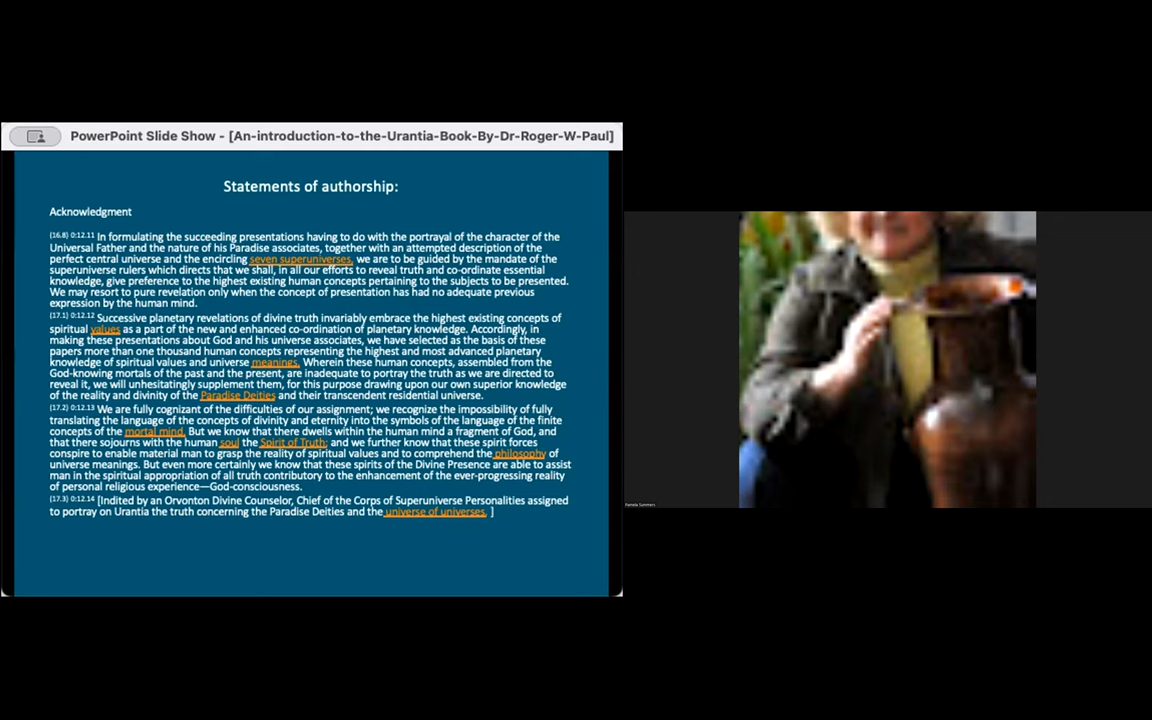 PowerPoint Slide Show - [An-introduction-to-the-Urantia-Book-By-Dr-Roger-W-Paul]
Statements of authorship:
Acknowledgment
(16.8) 0:12.11 In formulating the succeeding presentations having to do with the portrayal of the character of the
Universal Father and the nature of his Paradise associates, together with an attempted description of the
perfect central universe and the encircling seven superuniverses, we are to be guided by the mandate of the
superuniverse rulers which directs that we shall, in all our efforts to reveal truth and co-ordinate essential
knowledge, give preference to the highest existing human concepts pertaining to the subjects to be presented.
We may resort to pure revelation only when the concept of presentation has had no adequate previous
expression by the human mind.
(17.1) 0:12.12 Successive planetary revelations of divine truth invariably embrace the highest existing concepts of
spiritual values as a part of the new and enhanced co-ordination of planetary knowledge. Accordingly, in
making these presentations about God and his universe associates, we have selected as the basis of these
papers more than one thousand human concepts representing the highest and most advanced planetary
knowledge of spiritual values and universe meanings. Wherein these human concepts, assembled from the
God-knowing mortals of the past and the present, are inadequate to portray the truth as we are directed to
reveal it, we will unhesitatingly supplement them, for this purpose drawing upon our own superior knowledge
of the reality and divinity of the Paradise Deities and their transcendent residential universe.
(17.2) 0:12.13 We are fully cognizant of the difficulties of our assignment; we recognize the impossibility of fully
translating the language of the concepts of divinity and eternity into the symbols of the language of the finite
concepts of the mortal mind. But we know that there dwells within the human mind a fragment of God, and
that there sojourns with the human soul the Spirit of Truth; and we further know that these spirit forces
conspire to enable material man to grasp the reality of spiritual values and to comprehend the philosophy of
universe meanings. But even more certainly we know that these spirits of the Divine Presence are able to assist
man in the spiritual appropriation of all truth contributory to the enhancement of the ever-progressing reality
of personal religious experience—God-consciousness.
(17.3) 0:12.14 [Indited by an Orvonton Divine Counselor, Chief of the Corps of Superuniverse Personalities assigned
to portray on Urantia the truth concerning the Paradise Deities and the universe of universes. ]
Pamela Summers